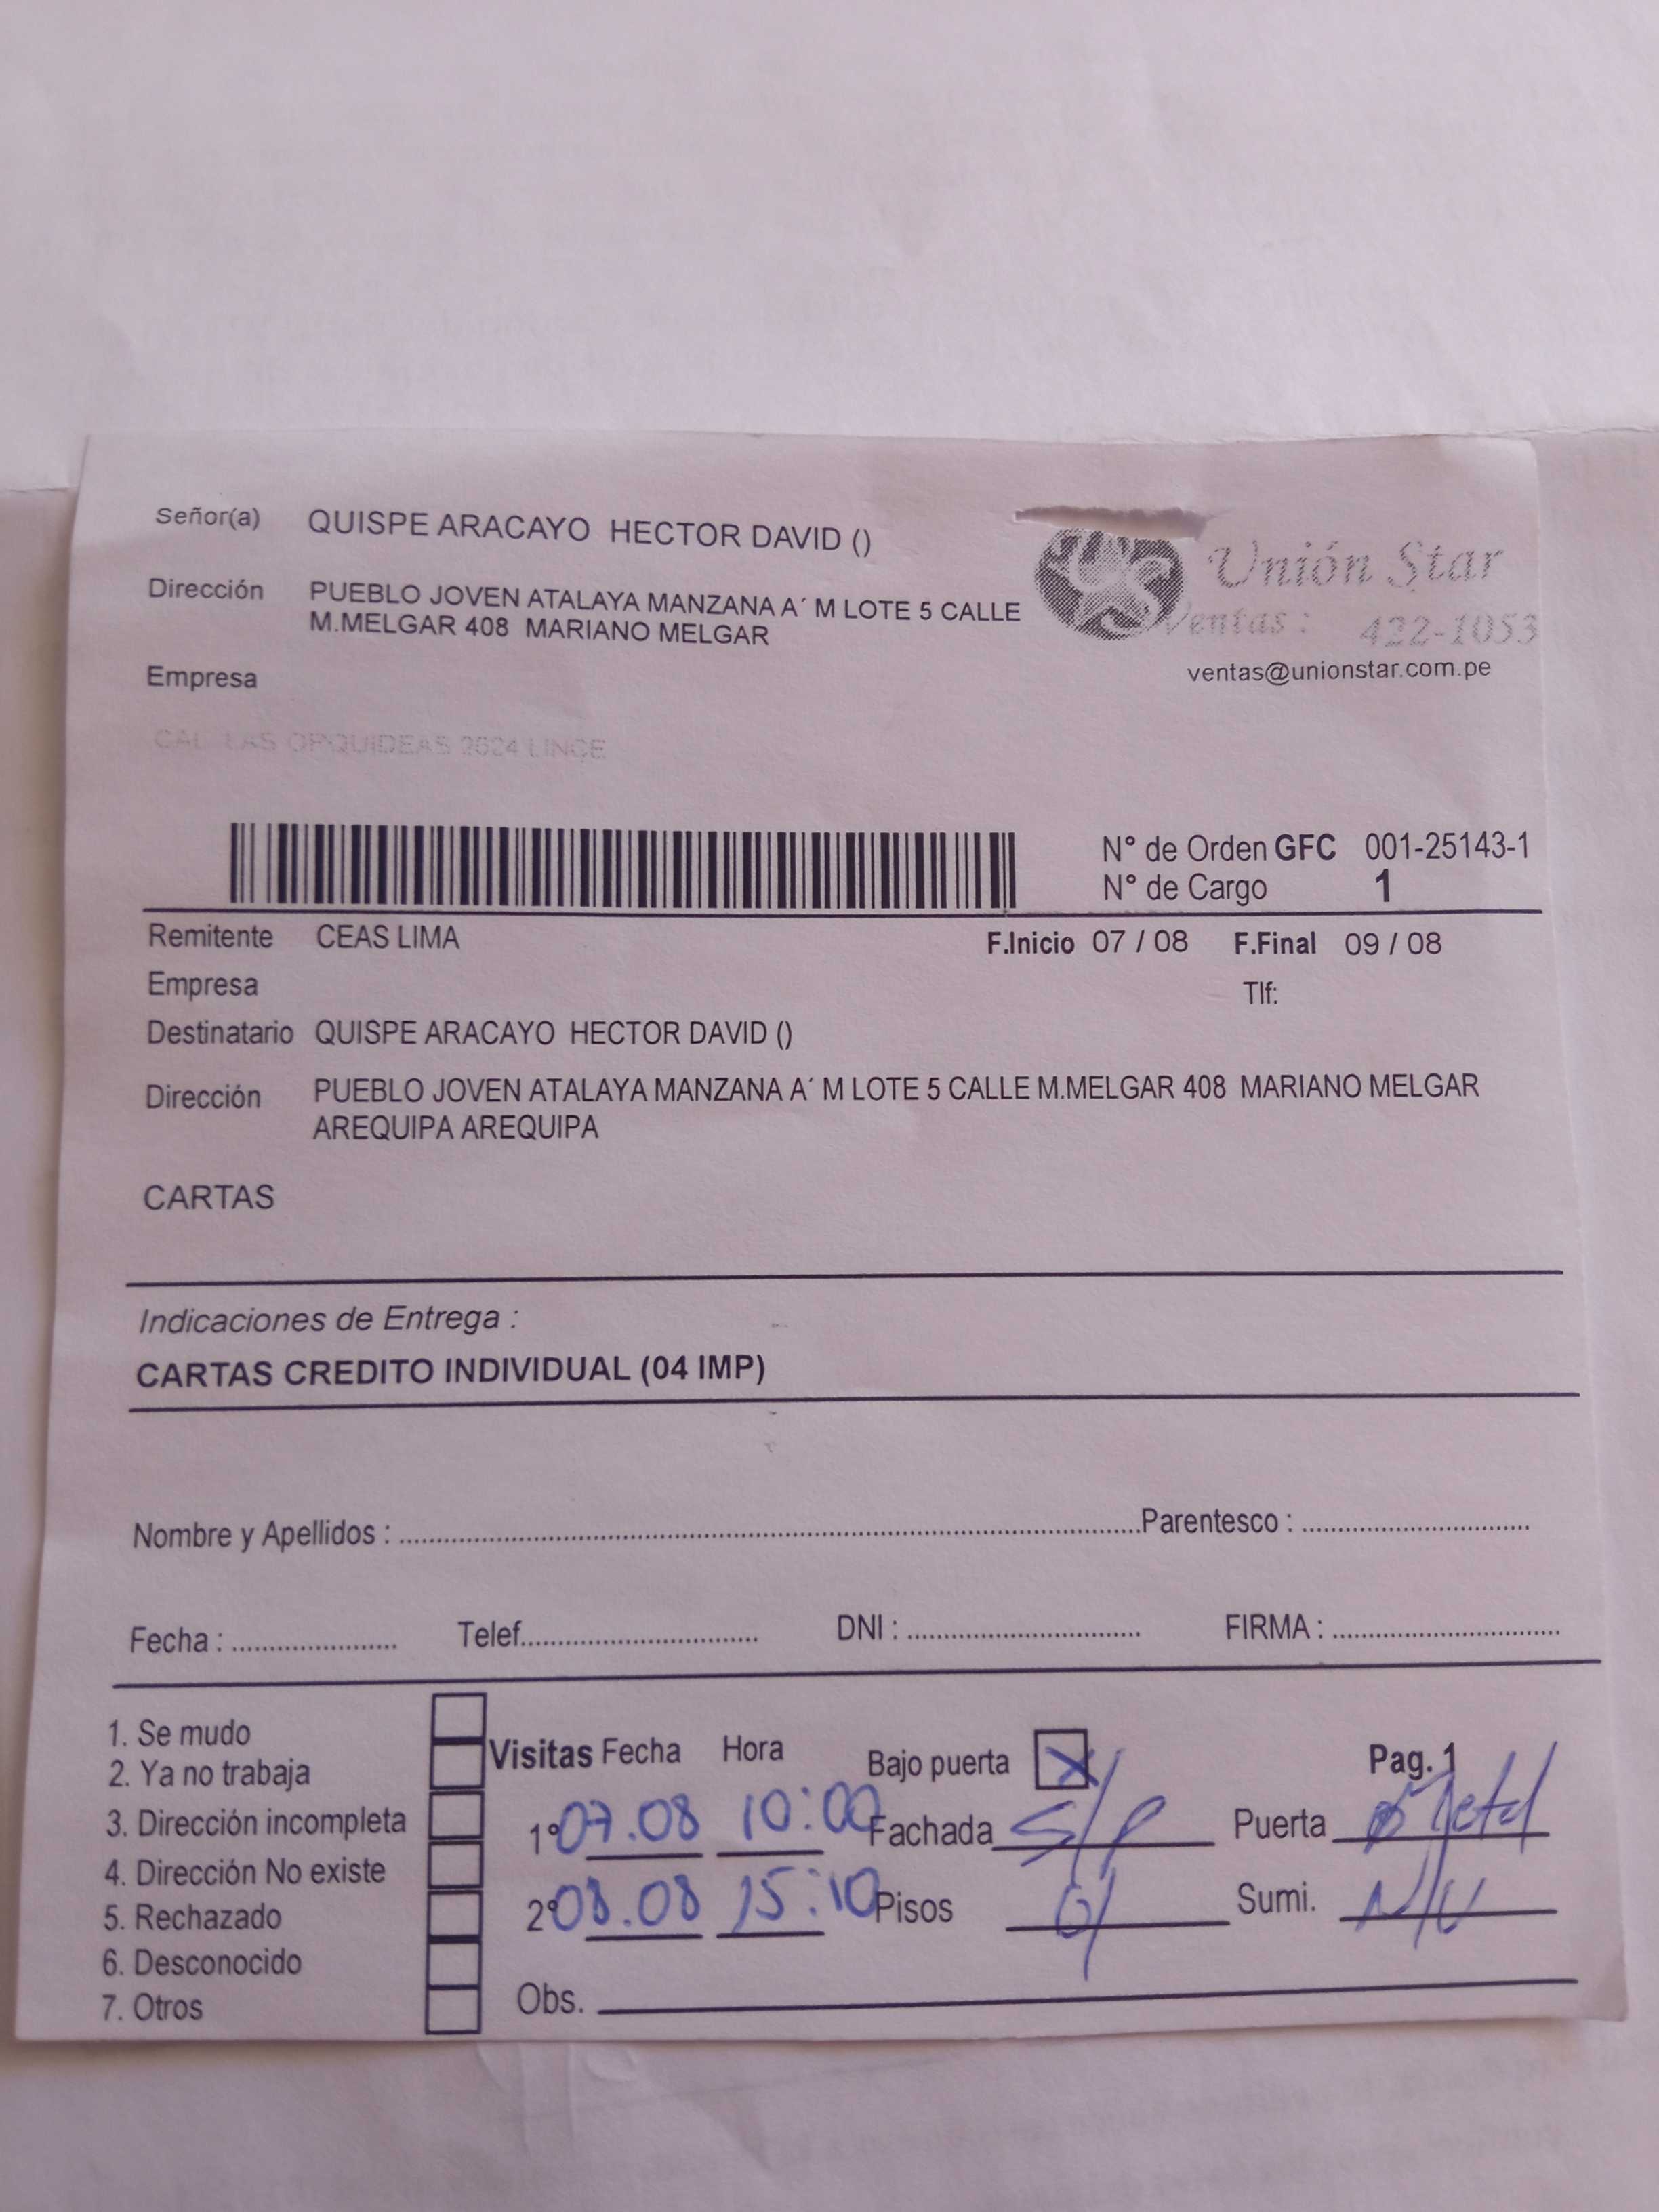 Señor(a) QUISPE ARACAYO HECTOR DAVID ()
Unión Star
Ventas: 422-1053
ventas@unionstar.com.pe
Dirección PUEBLO JOVEN ATALAYA MANZANA A´ M LOTE 5 CALLE
M.MELGAR 408 MARIANO MELGAR
Empresa
LAS ORQUIDEAS 2624 LINCE
N° de Orden GFC 001-25143-1
N° de Cargo 1
Remitente CEAS LIMA F.Inicio 07 / 08 F.Final 09 / 08
Empresa Tlf:
Destinatario QUISPE ARACAYO HECTOR DAVID ()
Dirección PUEBLO JOVEN ATALAYA MANZANA A´ M LOTE 5 CALLE M.MELGAR 408 MARIANO MELGAR
AREQUIPA AREQUIPA
CARTAS
Indicaciones de Entrega :
CARTAS CREDITO INDIVIDUAL (04 IMP)
Nombre y Apellidos : Parentesco :
Fecha : Telef. DNI : FIRMA :
1. Se mudo
2. Ya no trabaja
3. Dirección incompleta
4. Dirección No existe
5. Rechazado
6. Desconocido
7. Otros
Visitas Fecha Hora Bajo puerta X Pag. 1
1º 07.08 10:00 Fachada S/P Puerta
2º 08.08 15:10 Pisos Sumi. N/U
Obs.